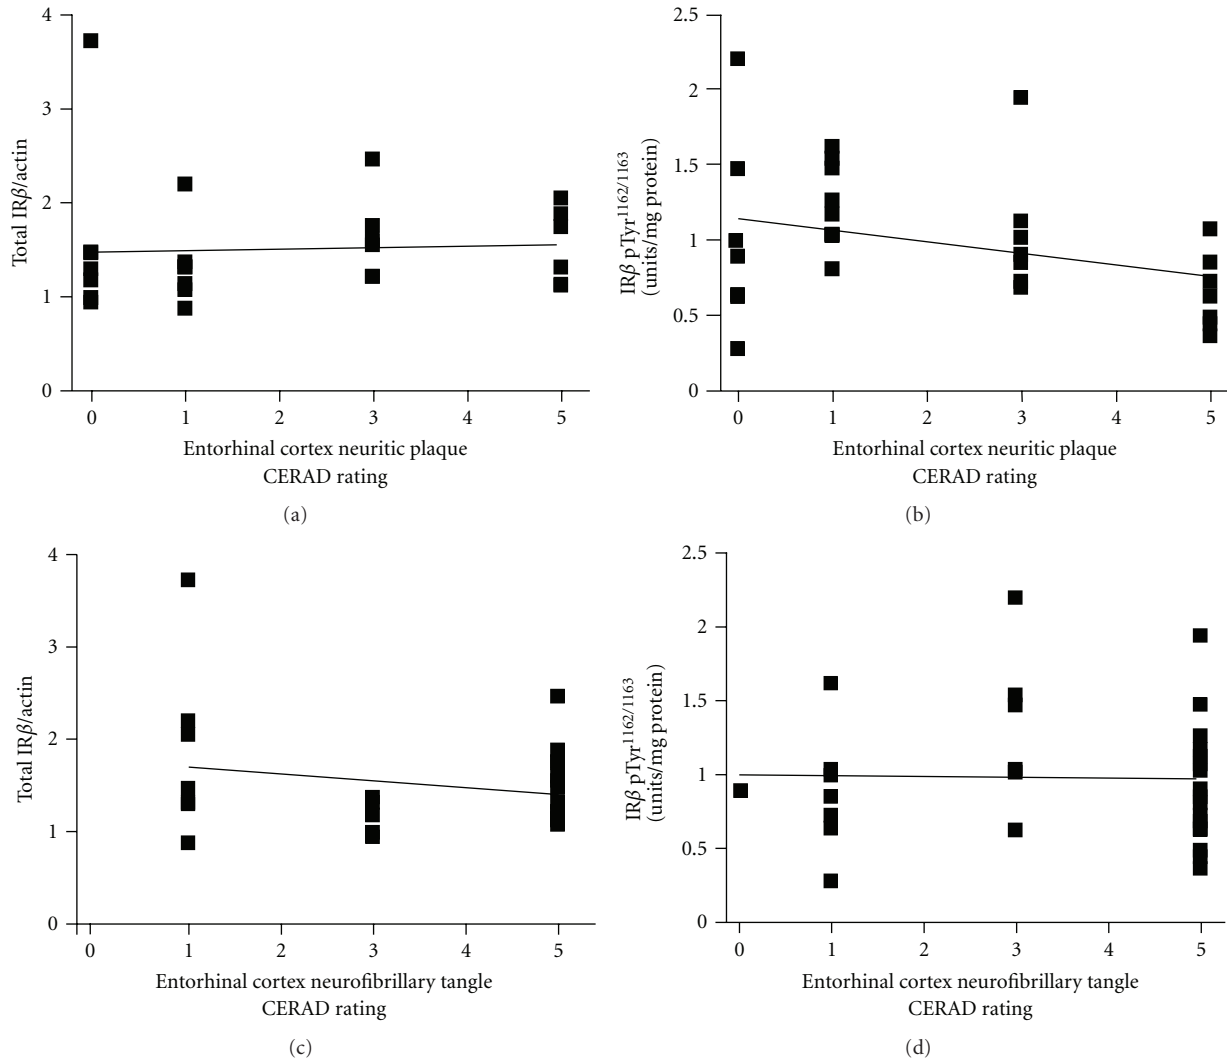 4
3
2
1
0
Total IRβ/actin
0 1 2 3 4 5
Entorhinal cortex neuritic plaque
CERAD rating
(a)
2.5
2
1.5
1
0.5
0
IRβ pTyr1162/1163
(units/mg protein)
0 1 2 3 4 5
Entorhinal cortex neuritic plaque
CERAD rating
(b)
4
3
2
1
0
Total IRβ/actin
0 1 2 3 4 5
Entorhinal cortex neurofibrillary tangle
CERAD rating
(c)
2.5
2
1.5
1
0.5
0
IRβ pTyr1162/1163
(units/mg protein)
0 1 2 3 4 5
Entorhinal cortex neurofibrillary tangle
CERAD rating
(d)